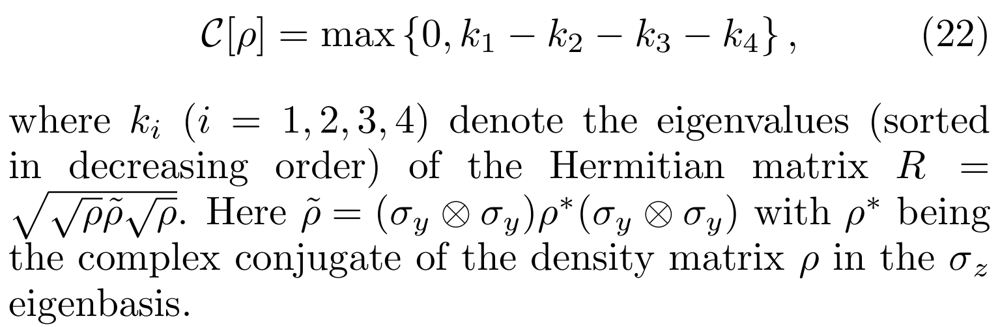 $\mathcal{C}[\rho] = \max \{0, k_1 - k_2 - k_3 - k_4\} ,$ (22)
where $k_i$ ($i = 1, 2, 3, 4$) denote the eigenvalues (sorted
in decreasing order) of the Hermitian matrix $R =$
$\sqrt{\sqrt{\rho}\tilde{\rho}\sqrt{\rho}}$. Here $\tilde{\rho} = (\sigma_y \otimes \sigma_y)\rho^*(\sigma_y \otimes \sigma_y)$ with $\rho^*$ being
the complex conjugate of the density matrix $\rho$ in the $\sigma_z$
eigenbasis.